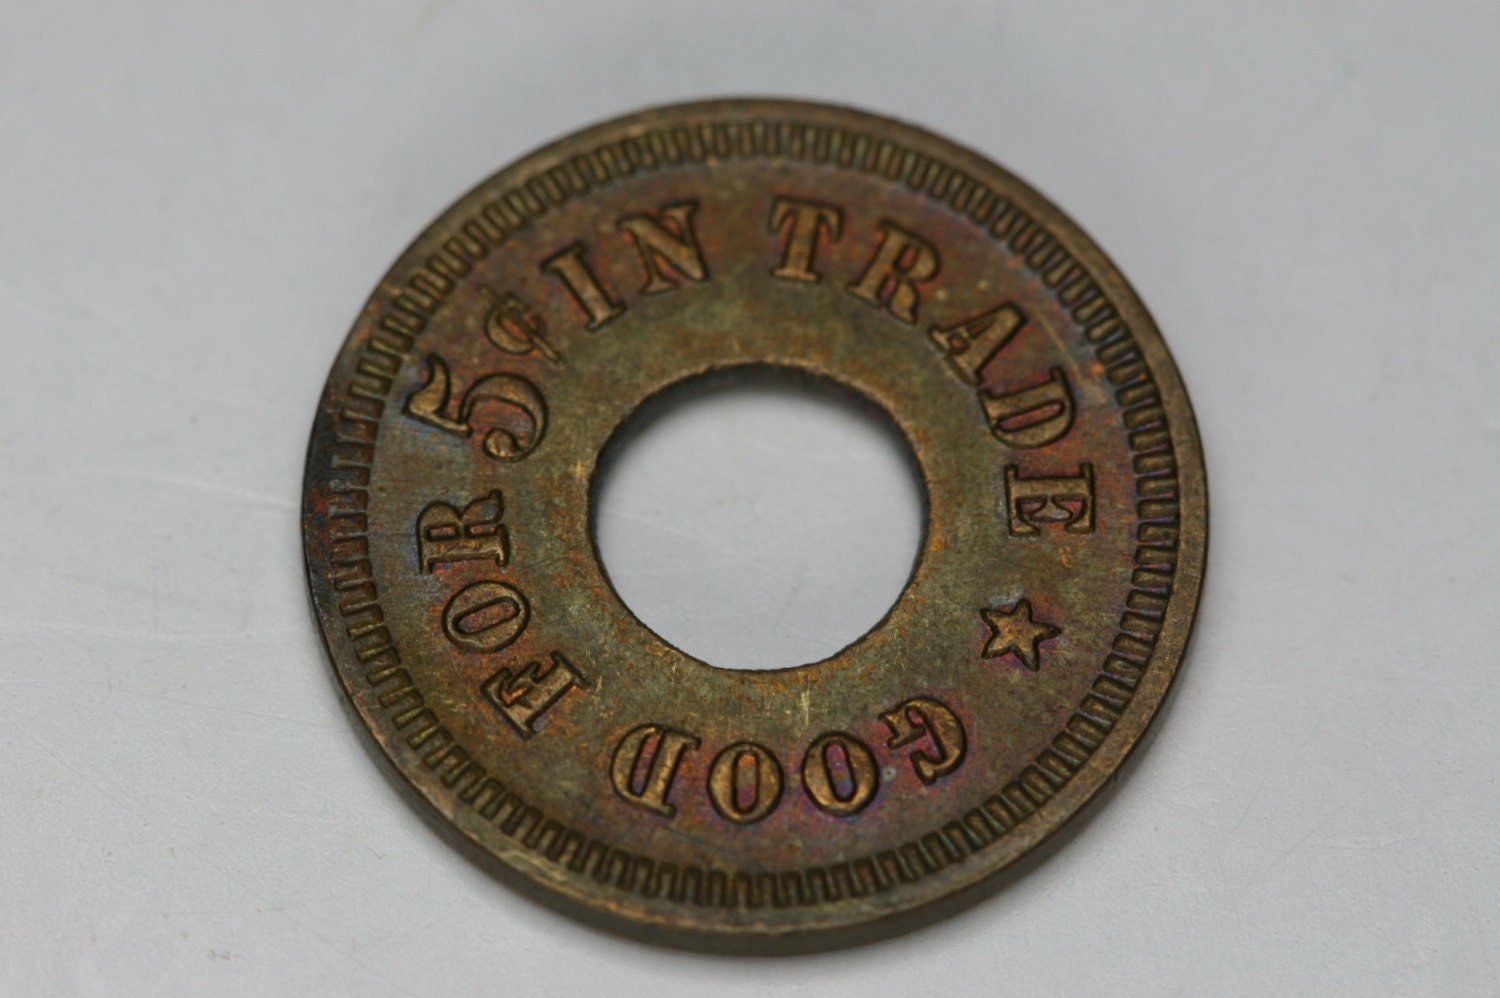 GOOD FOR 5¢ IN TRADE ★